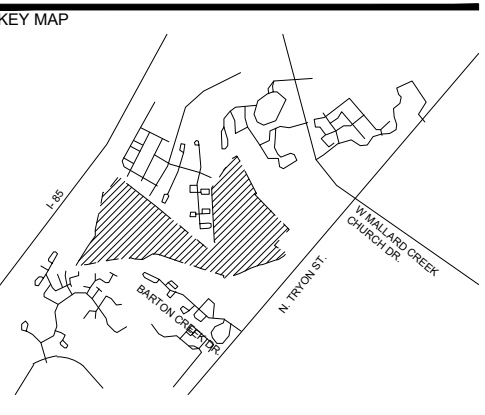 KEY MAP
I- 85
W MALLARD CREEK
CHURCH DR.
N. TRYON ST.
BARTON CREEK DR.